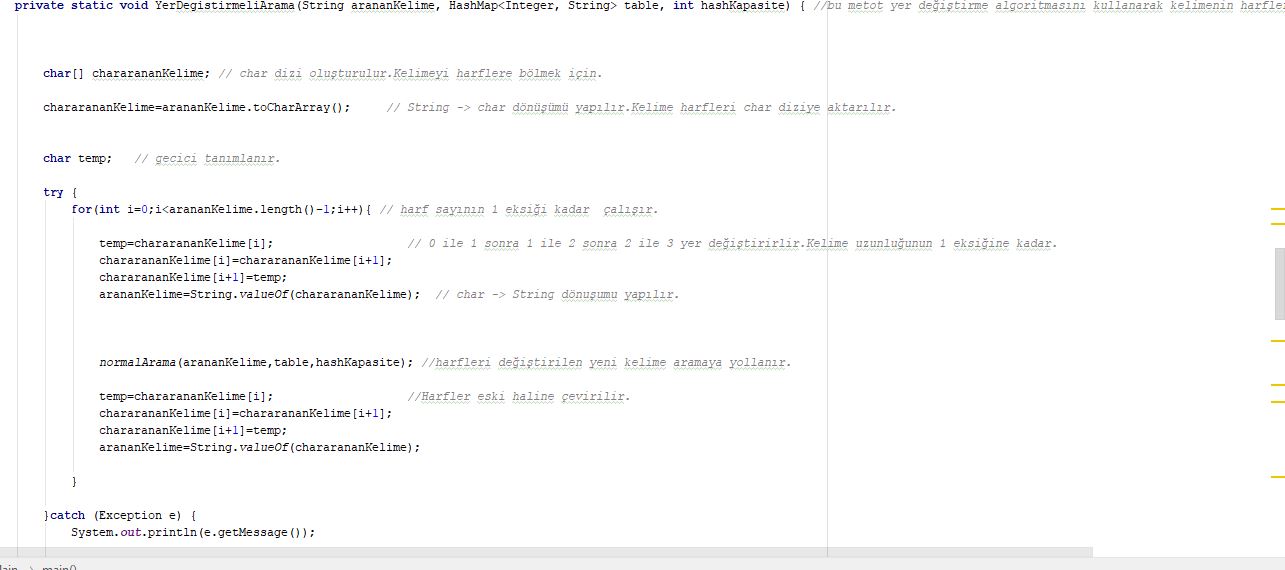 private static void YerDegistirmeliArama(String arananKelime, HashMap<Integer, String> table, int hashKapasite) { //bu metot yer değiştirme algoritmasını kullanarak kelimenin
char[] chararananKelime; // char dizi oluşturulur.Kelimeyi harflere bölmek için.
chararananKelime=arananKelime.toCharArray(); // String -> char dönüşümü yapılır.Kelime harfleri char diziye aktarılır.
char temp; // gecici tanımlanır.
try {
for(int i=0;i<arananKelime.length()-1;i++){ // harf sayının 1 eksiği kadar çalışır.
temp=chararananKelime[i]; // 0 ile 1 sonra 1 ile 2 sonra 2 ile 3 yer değiştirirlir.Kelime uzunluğunun 1 eksiğine kadar.
chararananKelime[i]=chararananKelime[i+1];
chararananKelime[i+1]=temp;
arananKelime=String.valueOf(chararananKelime); // char -> String dönuşumu yapılır.
normalArama(arananKelime,table,hashKapasite); //harfleri değiştirilen yeni kelime aramaya yollanır.
temp=chararananKelime[i]; //Harfler eski haline çevirilir.
chararananKelime[i]=chararananKelime[i+1];
chararananKelime[i+1]=temp;
arananKelime=String.valueOf(chararananKelime);
}
}catch (Exception e) {
System.out.println(e.getMessage());
main()